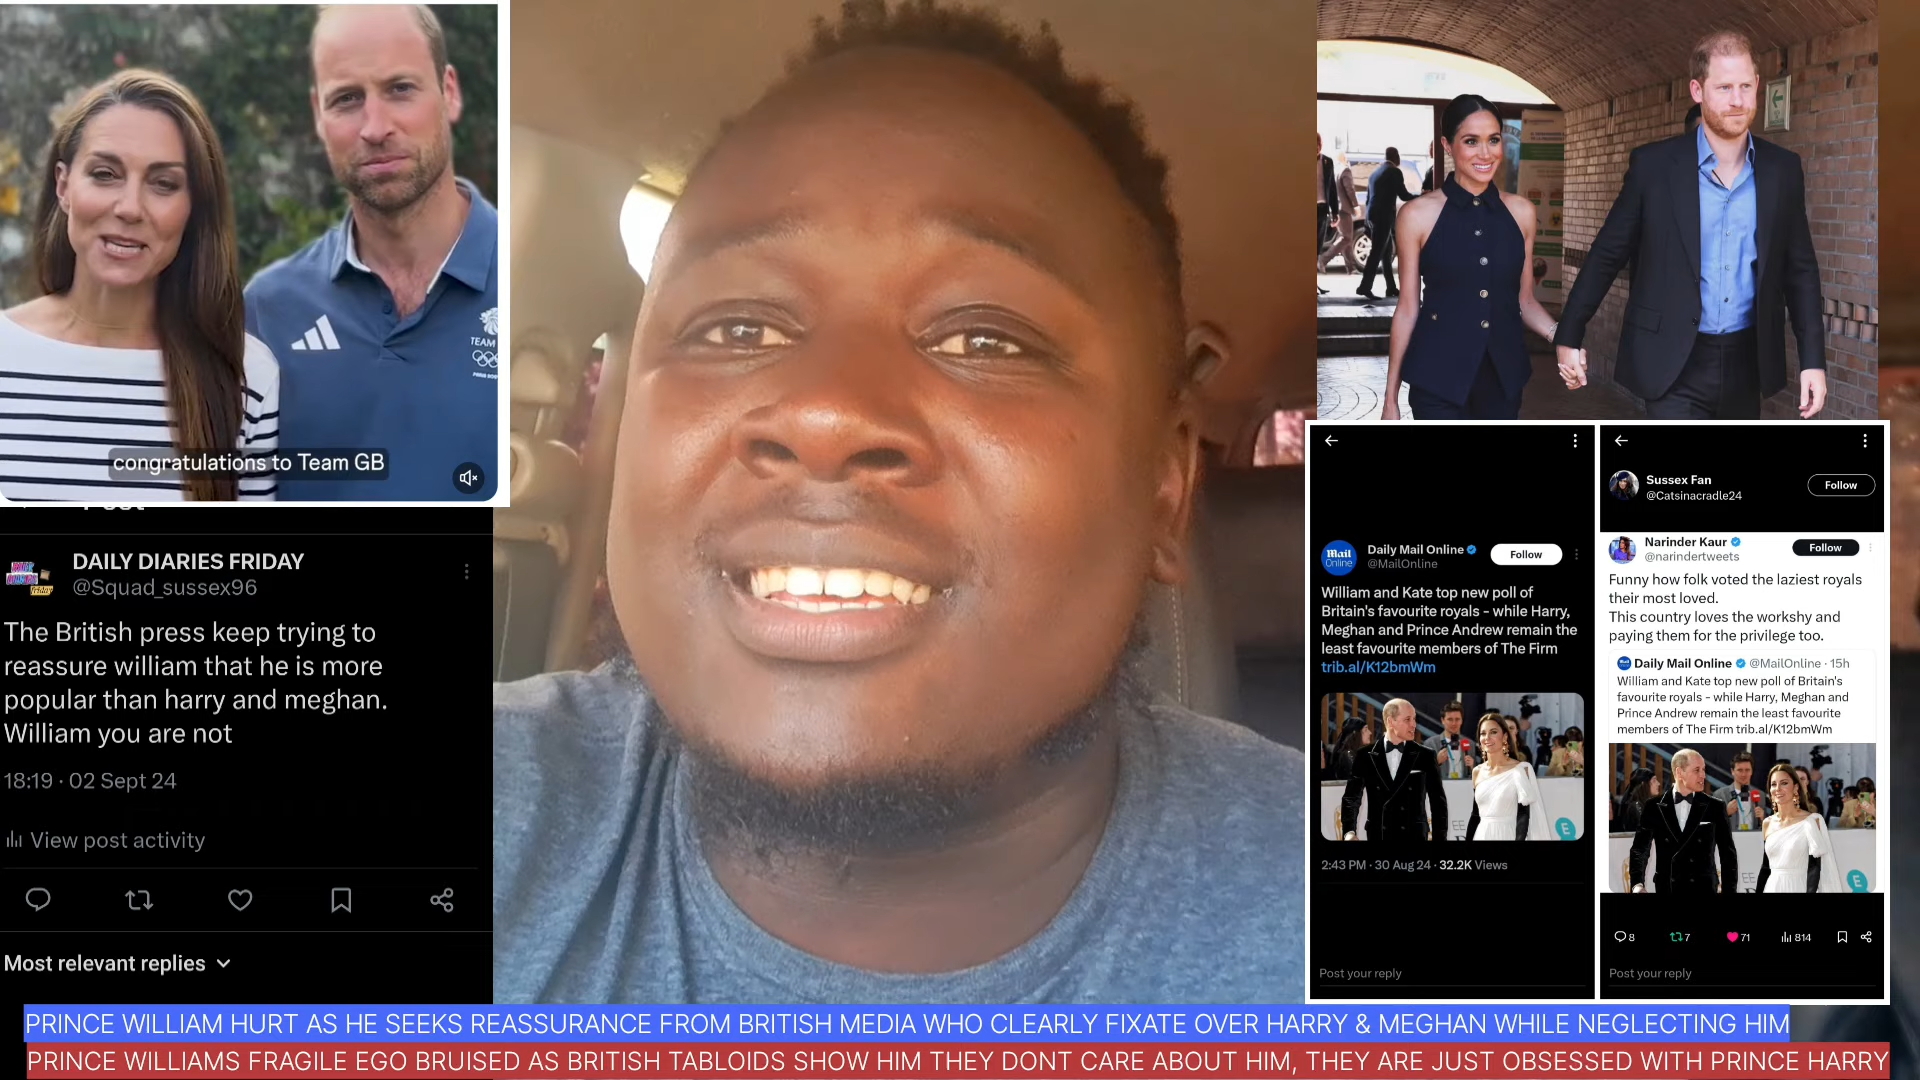 congratulations to Team GB
TEAM
Post
DAILY DIARIES FRIDAY
@Squad_sussex96
The British press keep trying to
reassure william that he is more
popular than harry and meghan.
William you are not
18:19 · 02 Sept 24
View post activity
Most relevant replies
Mail
Online
Daily Mail Online
@MailOnline
Follow
William and Kate top new poll of
Britain's favourite royals - while Harry,
Meghan and Prince Andrew remain the
least favourite members of The Firm
trib.al/K12bmWm
EE
2:43 PM · 30 Aug 24 · 32.2K Views
Post your reply
Sussex Fan
@Catsinacradle24
Follow
Narinder Kaur
@narindertweets
Follow
Funny how folk voted the laziest royals
their most loved.
This country loves the workshy and
paying them for the privilege too.
Daily Mail Online @MailOnline · 15h
William and Kate top new poll of Britain's
favourite royals - while Harry, Meghan and
Prince Andrew remain the least favourite
members of The Firm trib.al/K12bmWm
EE
8 7 71 814
Post your reply
PRINCE WILLIAM HURT AS HE SEEKS REASSURANCE FROM BRITISH MEDIA WHO CLEARLY FIXATE OVER HARRY & MEGHAN WHILE NEGLECTING HIM
PRINCE WILLIAMS FRAGILE EGO BRUISED AS BRITISH TABLOIDS SHOW HIM THEY DONT CARE ABOUT HIM, THEY ARE JUST OBSESSED WITH PRINCE HARRY